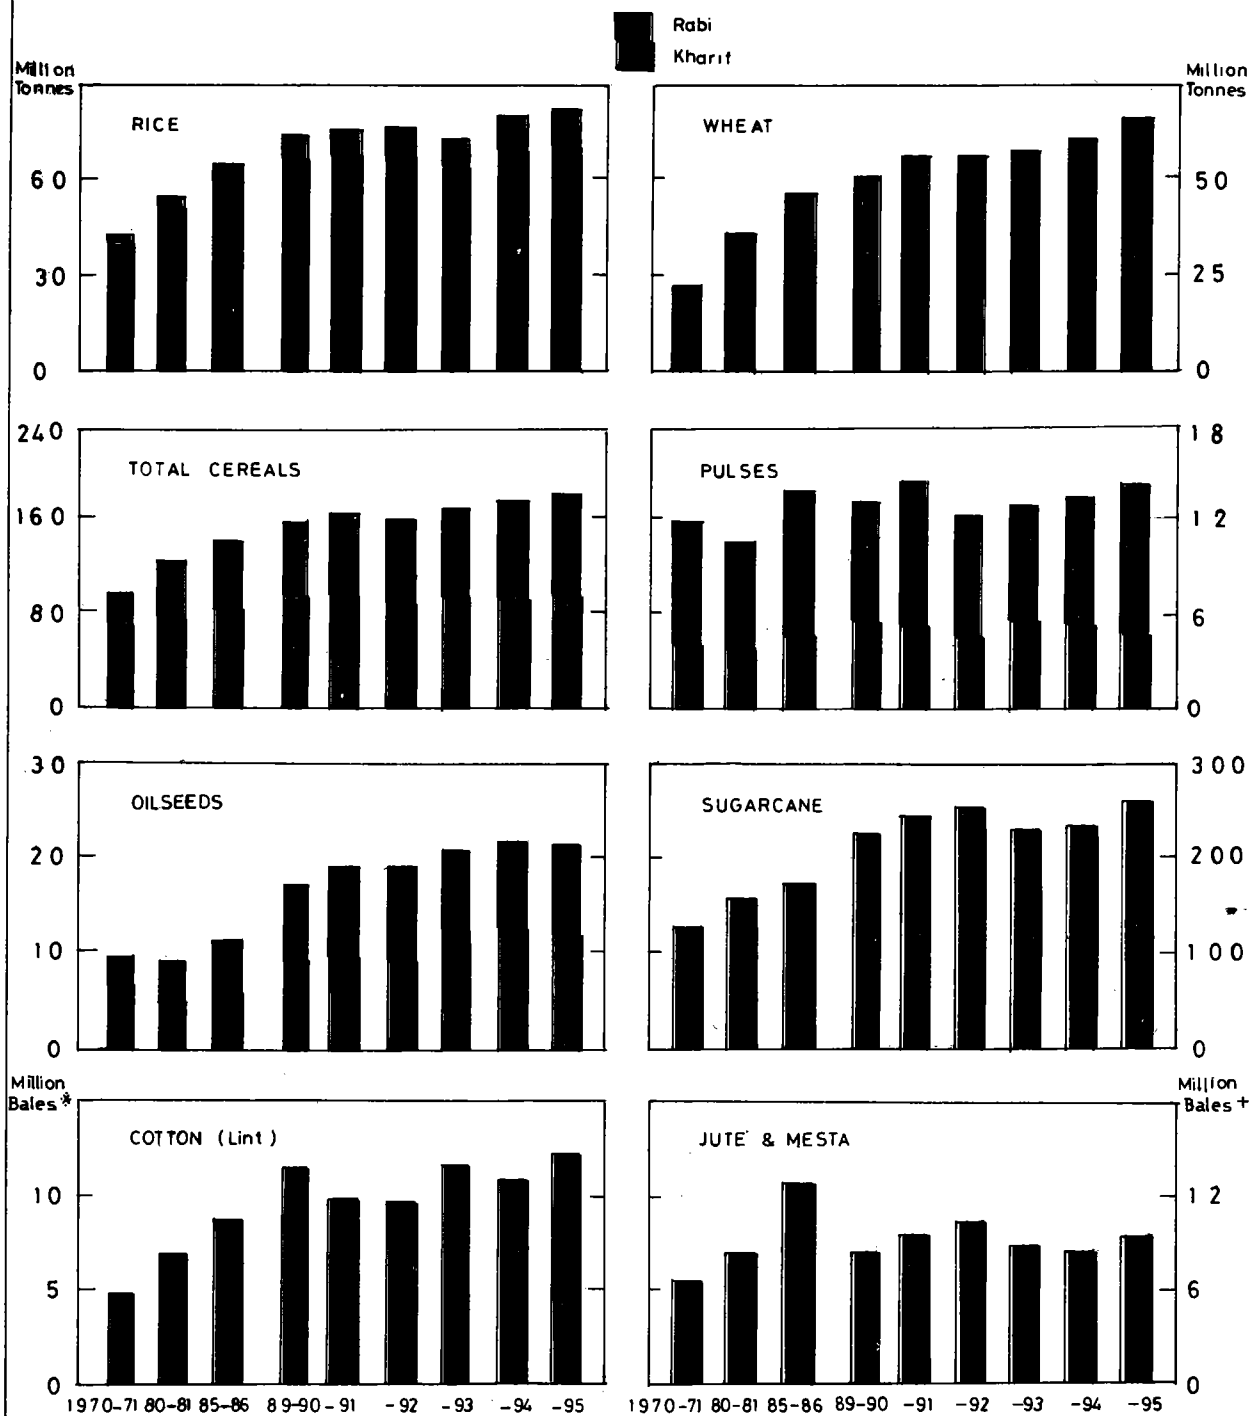 Rabi
Kharif
Million
Tonnes
Million
Tonnes
RICE
60
30
0
WHEAT
50
25
0
TOTAL CEREALS
240
160
80
0
PULSES
18
12
6
0
OILSEEDS
30
20
10
0
SUGARCANE
300
200
100
0
Million
Bales *
Million
Bales +
COTTON (Lint)
10
5
0
JUTE & MESTA
12
6
0
1970-71 80-81 85-86 89-90 -91 -92 -93 -94 -95
1970-71 80-81 85-86 89-90 -91 -92 -93 -94 -95